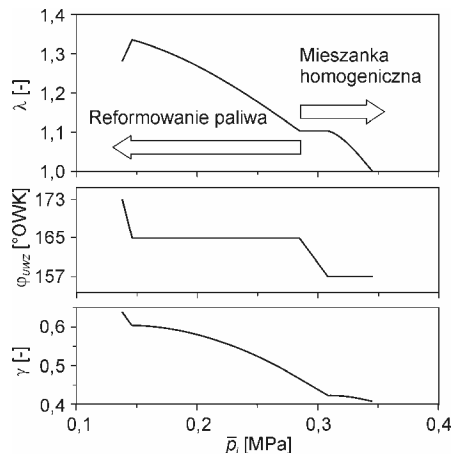 1,4
1,3
1,2
1,1
1,0
λ [-]
Mieszanka
homogeniczna
Reformowanie paliwa
173
165
157
φUWZ [°OWK]
0,6
0,5
0,4
γ [-]
0,1
0,2
0,3
0,4
p̅i [MPa]